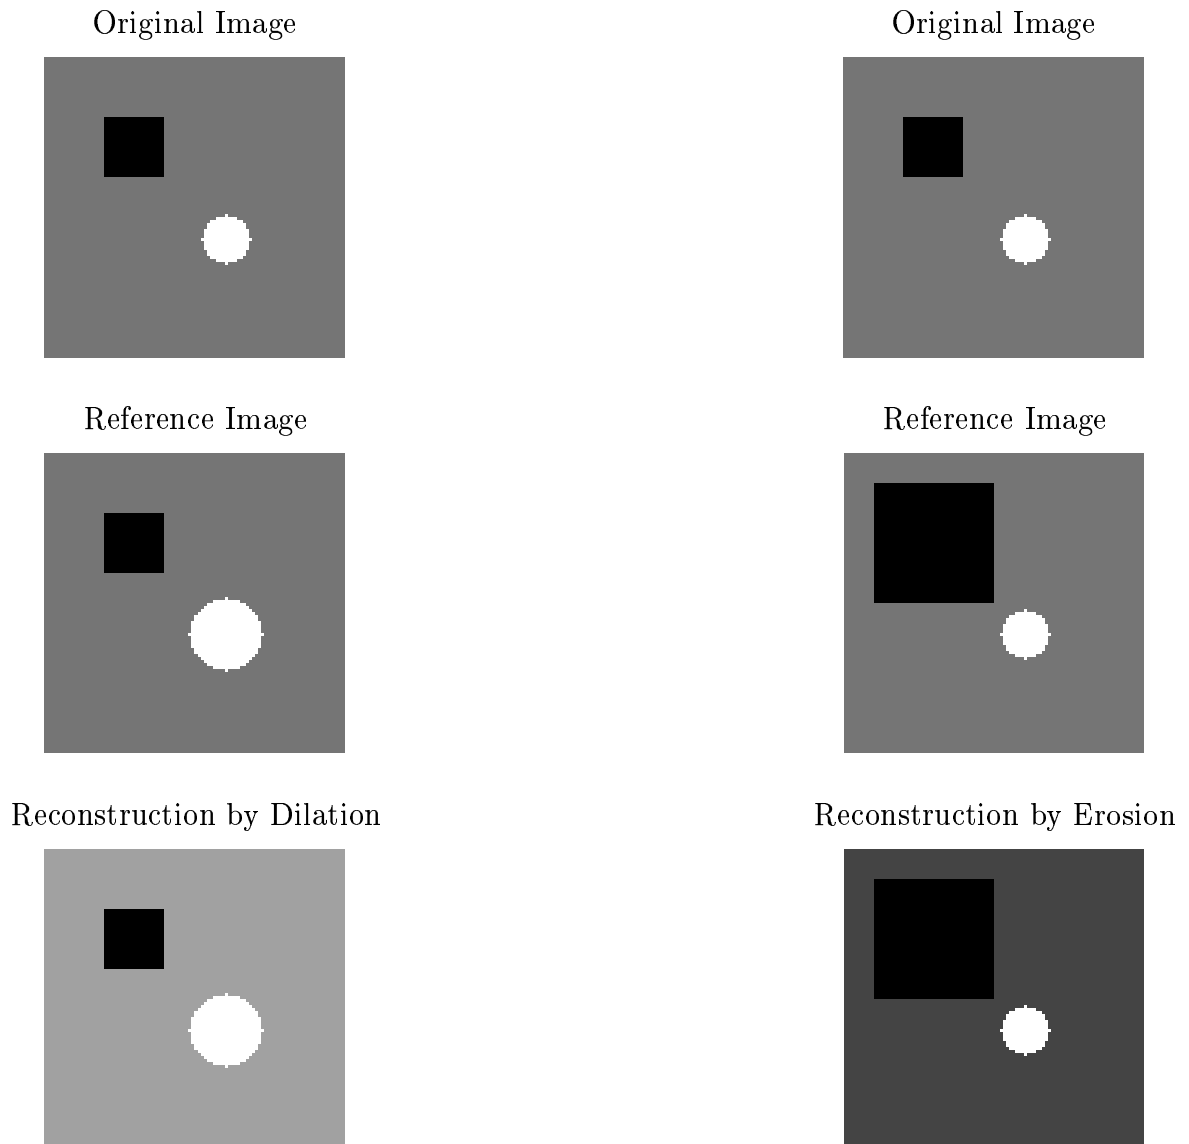 Original Image
Original Image
Reference Image
Reference Image
Reconstruction by Dilation
Reconstruction by Erosion